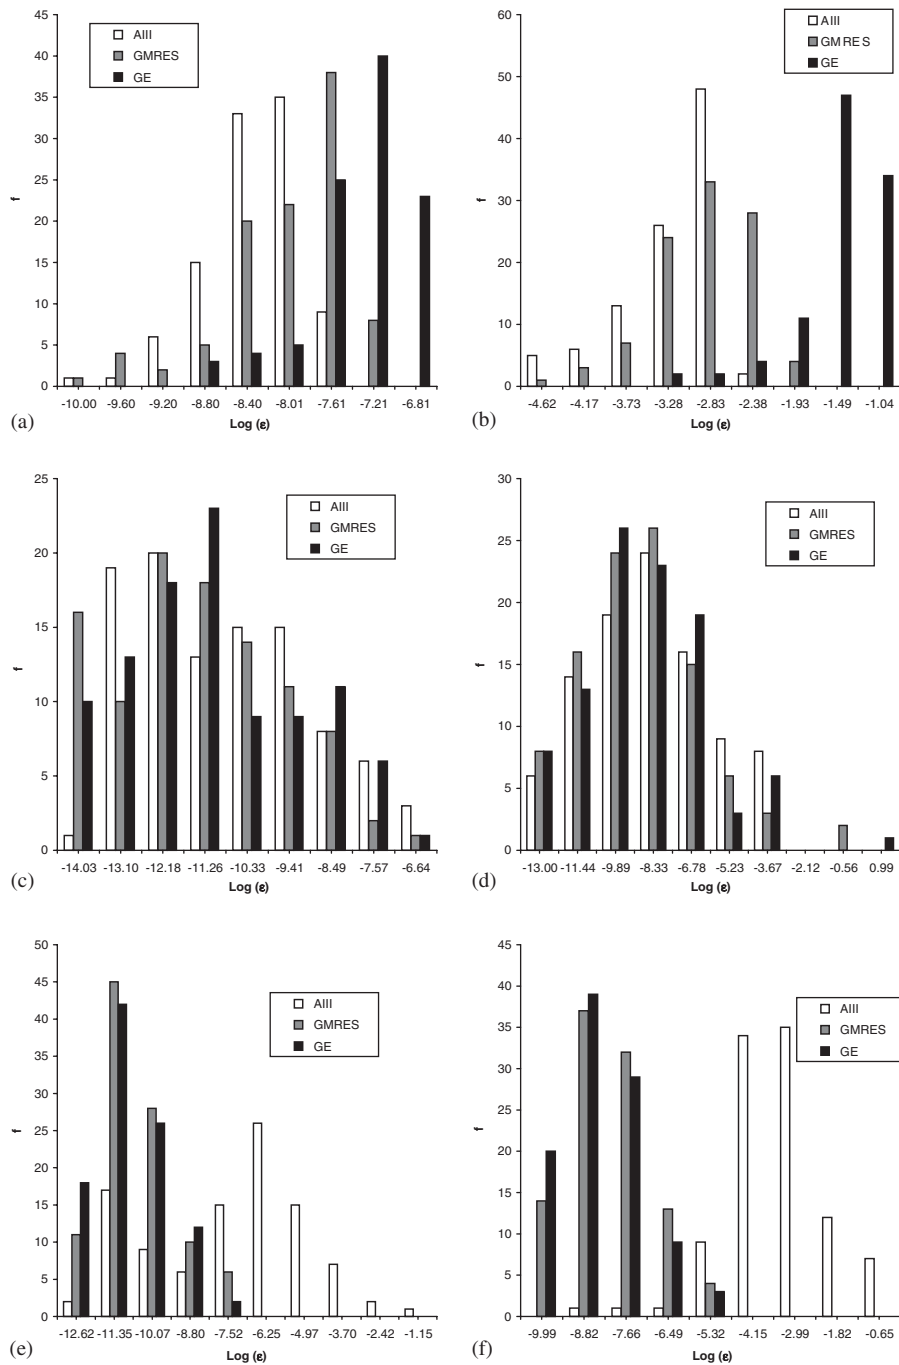 45
40
35
30
25
20
15
10
5
0
f
AIII
GMRES
GE
-10.00 -9.60 -9.20 -8.80 -8.40 -8.01 -7.61 -7.21 -6.81
(a)
Log (ε)
60
50
40
30
20
10
0
f
AIII
GMRES
GE
-4.62 -4.17 -3.73 -3.28 -2.83 -2.38 -1.93 -1.49 -1.04
(b)
Log (ε)
25
20
15
10
5
0
f
AIII
GMRES
GE
-14.03 -13.10 -12.18 -11.26 -10.33 -9.41 -8.49 -7.57 -6.64
(c)
Log (ε)
30
25
20
15
10
5
0
f
AIII
GMRES
GE
-13.00 -11.44 -9.89 -8.33 -6.78 -5.23 -3.67 -2.12 -0.56 0.99
(d)
Log (ε)
50
45
40
35
30
25
20
15
10
5
0
f
AIII
GMRES
GE
-12.62 -11.35 -10.07 -8.80 -7.52 -6.25 -4.97 -3.70 -2.42 -1.15
(e)
Log (ε)
45
40
35
30
25
20
15
10
5
0
f
AIII
GMRES
GE
-9.99 -8.82 -7.66 -6.49 -5.32 -4.15 -2.99 -1.82 -0.65
(f)
Log (ε)